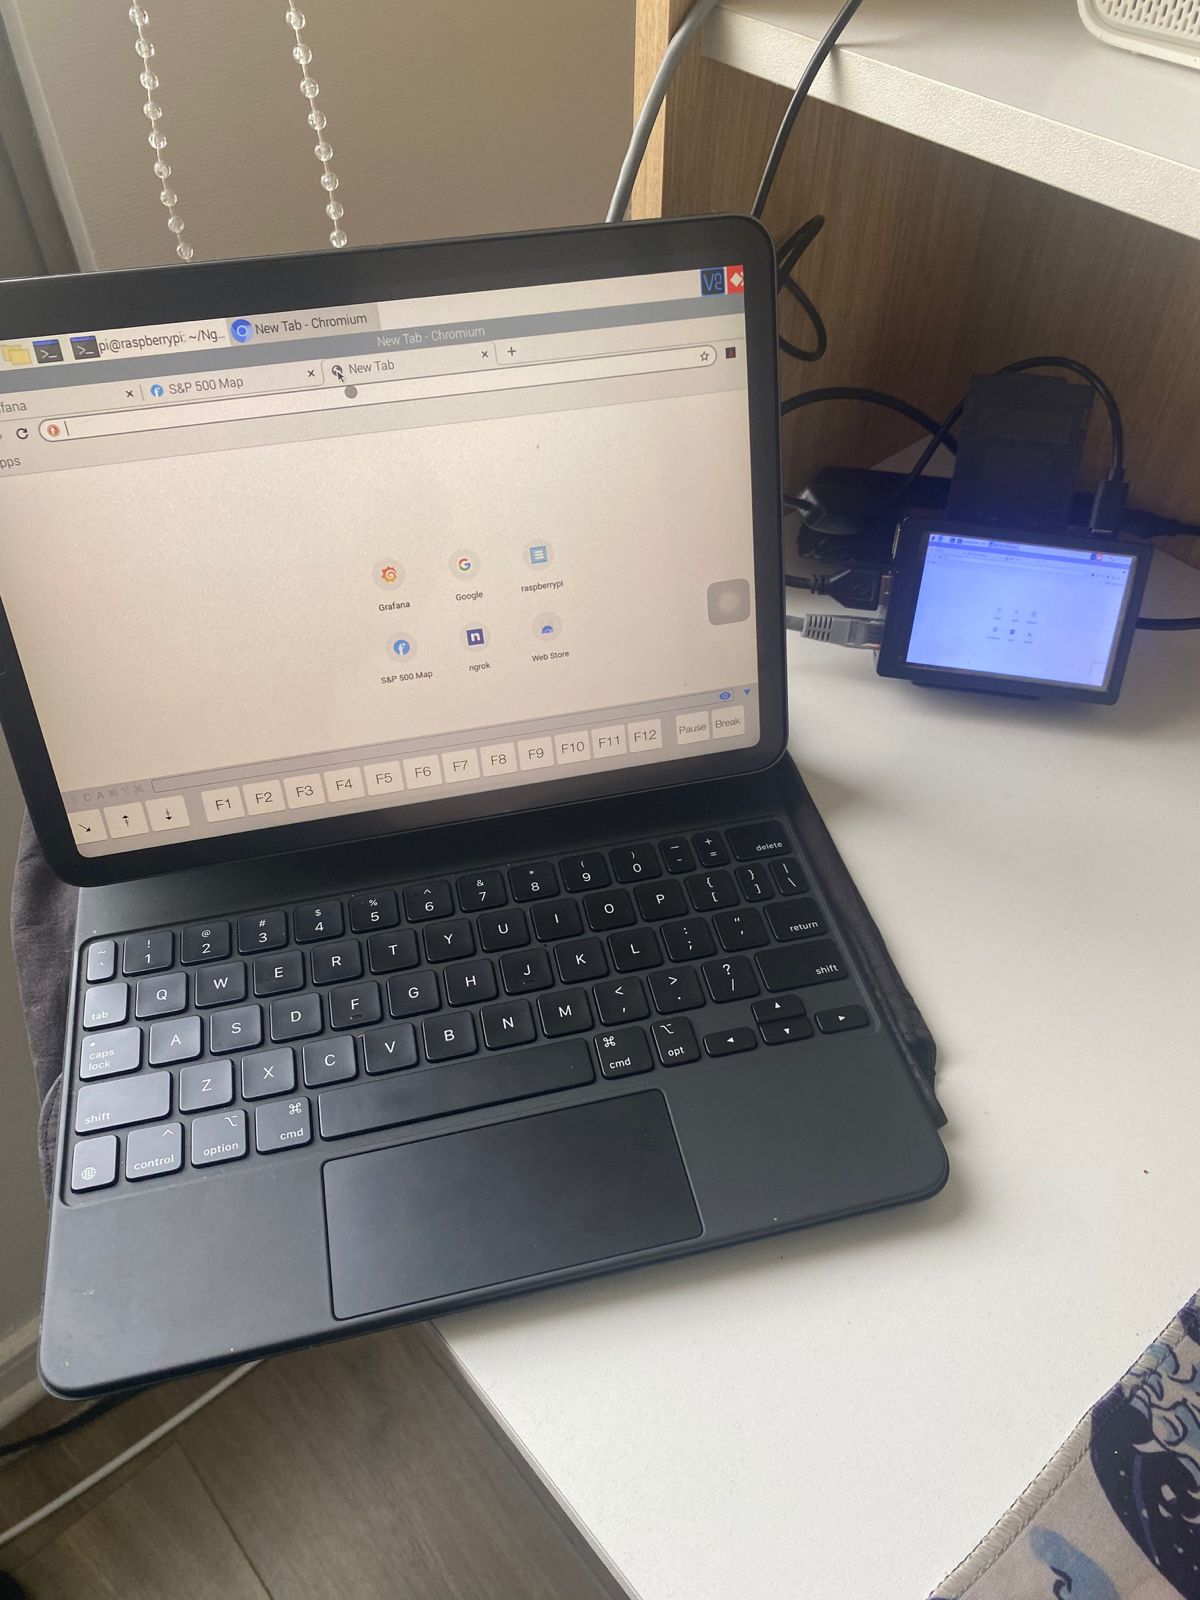 pi@raspberrypi: ~/Ng...
New Tab - Chromium
New Tab - Chromium
fana
S&P 500 Map
New Tab
pps
Grafana
Google
raspberrypi
S&P 500 Map
ngrok
Web Store
F1 F2 F3 F4 F5 F6 F7 F8 F9 F10 F11 F12 Pause Break
~ ! @ # $ % ^ & * ( ) _ +
` 1 2 3 4 5 6 7 8 9 0 - = delete
tab Q W E R T Y U I O P { [ } ] | \
caps lock A S D F G H J K L : ; " ' return
shift Z X C V B N M < , > . ? / shift
control option cmd cmd opt